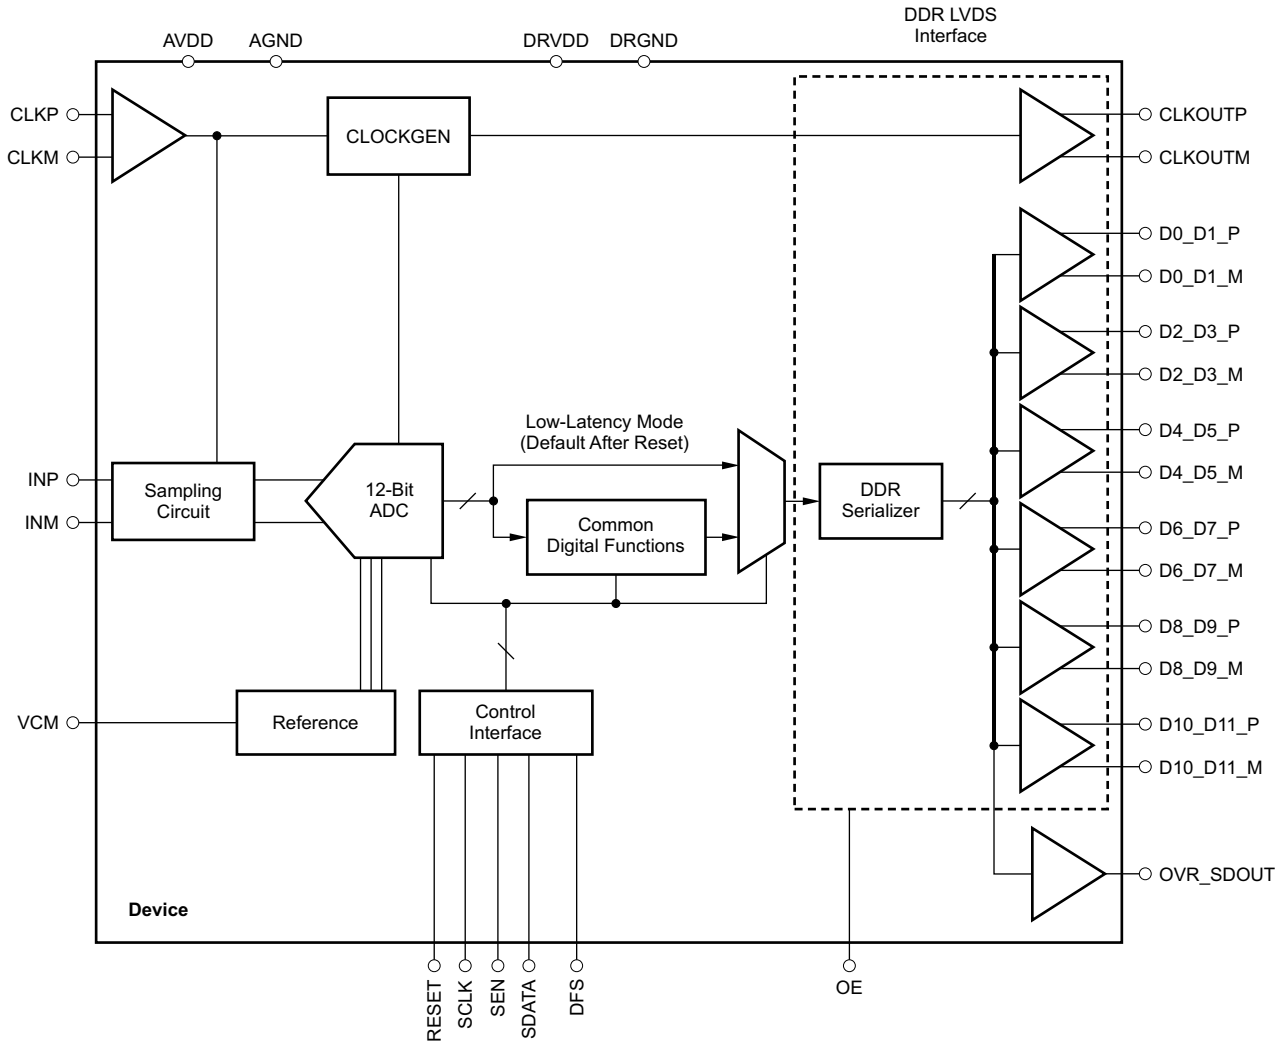 DDR LVDS
Interface
AVDD
AGND
DRVDD
DRGND
CLKP
CLKM
CLOCKGEN
CLKOUTP
CLKOUTM
D0_D1_P
D0_D1_M
D2_D3_P
D2_D3_M
Low-Latency Mode
(Default After Reset)
D4_D5_P
D4_D5_M
INP
INM
Sampling
Circuit
12-Bit
ADC
Common
Digital Functions
DDR
Serializer
D6_D7_P
D6_D7_M
D8_D9_P
D8_D9_M
VCM
Reference
Control
Interface
D10_D11_P
D10_D11_M
OVR_SDOUT
Device
RESET
SCLK
SEN
SDATA
DFS
OE